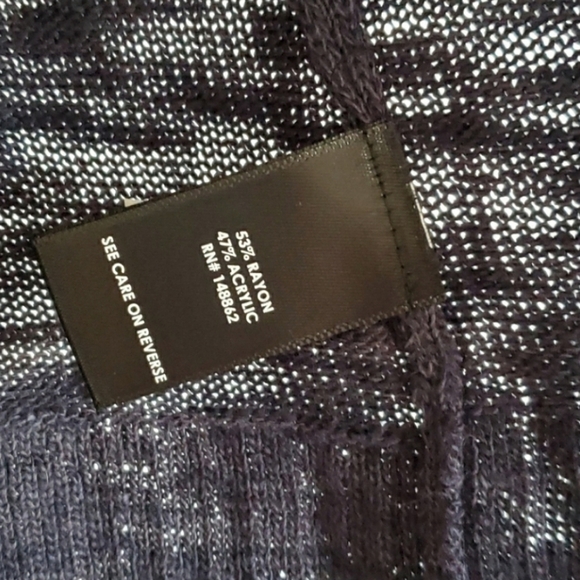 53% RAYON
47% ACRYLIC
RN# 148862
SEE CARE ON REVERSE